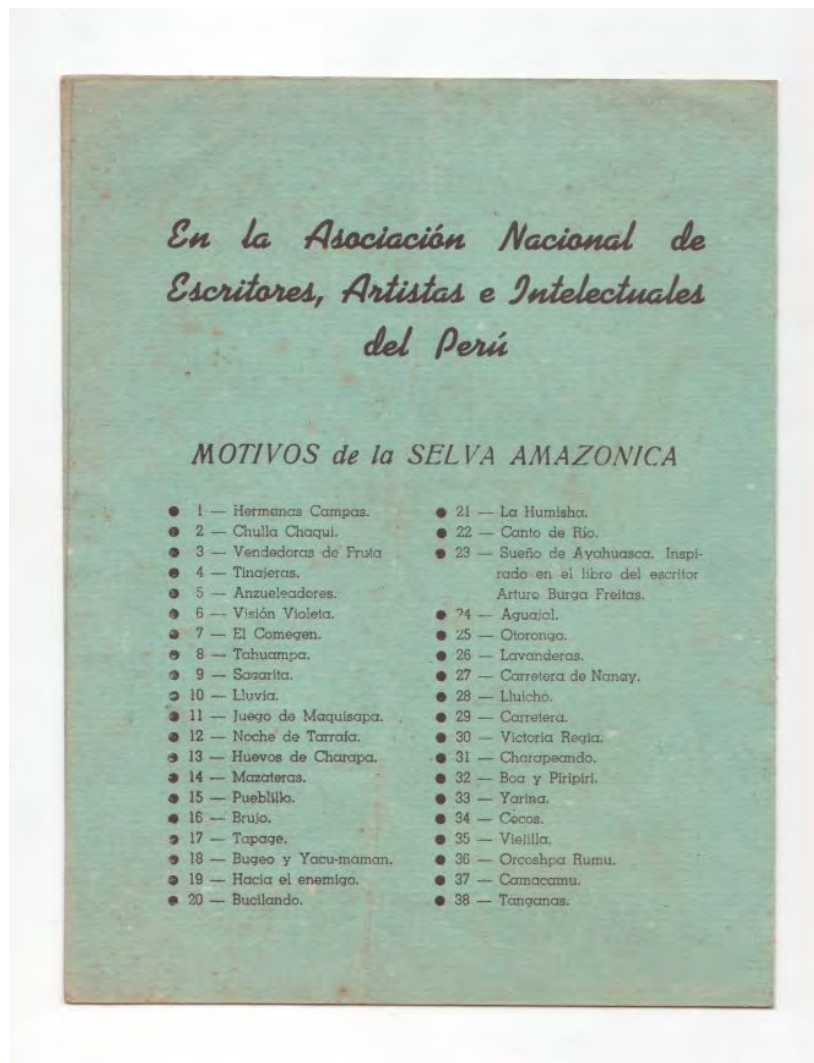 En la Asociación Nacional de
Escritores, Artistas e Intelectuales
del Perú
MOTIVOS de la SELVA AMAZONICA
● 1 — Hermanas Campas.
● 2 — Chulla Chaqui.
● 3 — Vendedoras de Fruta
● 4 — Tinajeras.
● 5 — Anzueleadores.
● 6 — Visión Violeta.
● 7 — El Comegen.
● 8 — Tahuampa.
● 9 — Sacarita.
● 10 — Lluvia.
● 11 — Juego de Maquisapa.
● 12 — Noche de Tarrafa.
● 13 — Huevos de Charapa.
● 14 — Mazateras.
● 15 — Pueblillo.
● 16 — Brujo.
● 17 — Tapage.
● 18 — Bugeo y Yacu-maman.
● 19 — Hacia el enemigo.
● 20 — Bucilando.
● 21 — La Humisha.
● 22 — Canto de Río.
● 23 — Sueño de Ayahuasca. Inspi-
rado en el libro del escritor
Arturo Burga Freitas.
● 24 — Aguajal.
● 25 — Otorongo.
● 26 — Lavanderas.
● 27 — Carretera de Nanay.
● 28 — Lluicho.
● 29 — Carretera.
● 30 — Victoria Regia.
● 31 — Charapeando.
● 32 — Boa y Piripiri.
● 33 — Yarina.
● 34 — Cocos.
● 35 — Viejilla.
● 36 — Orcoshpa Rumu.
● 37 — Camacamu.
● 38 — Tanganas.